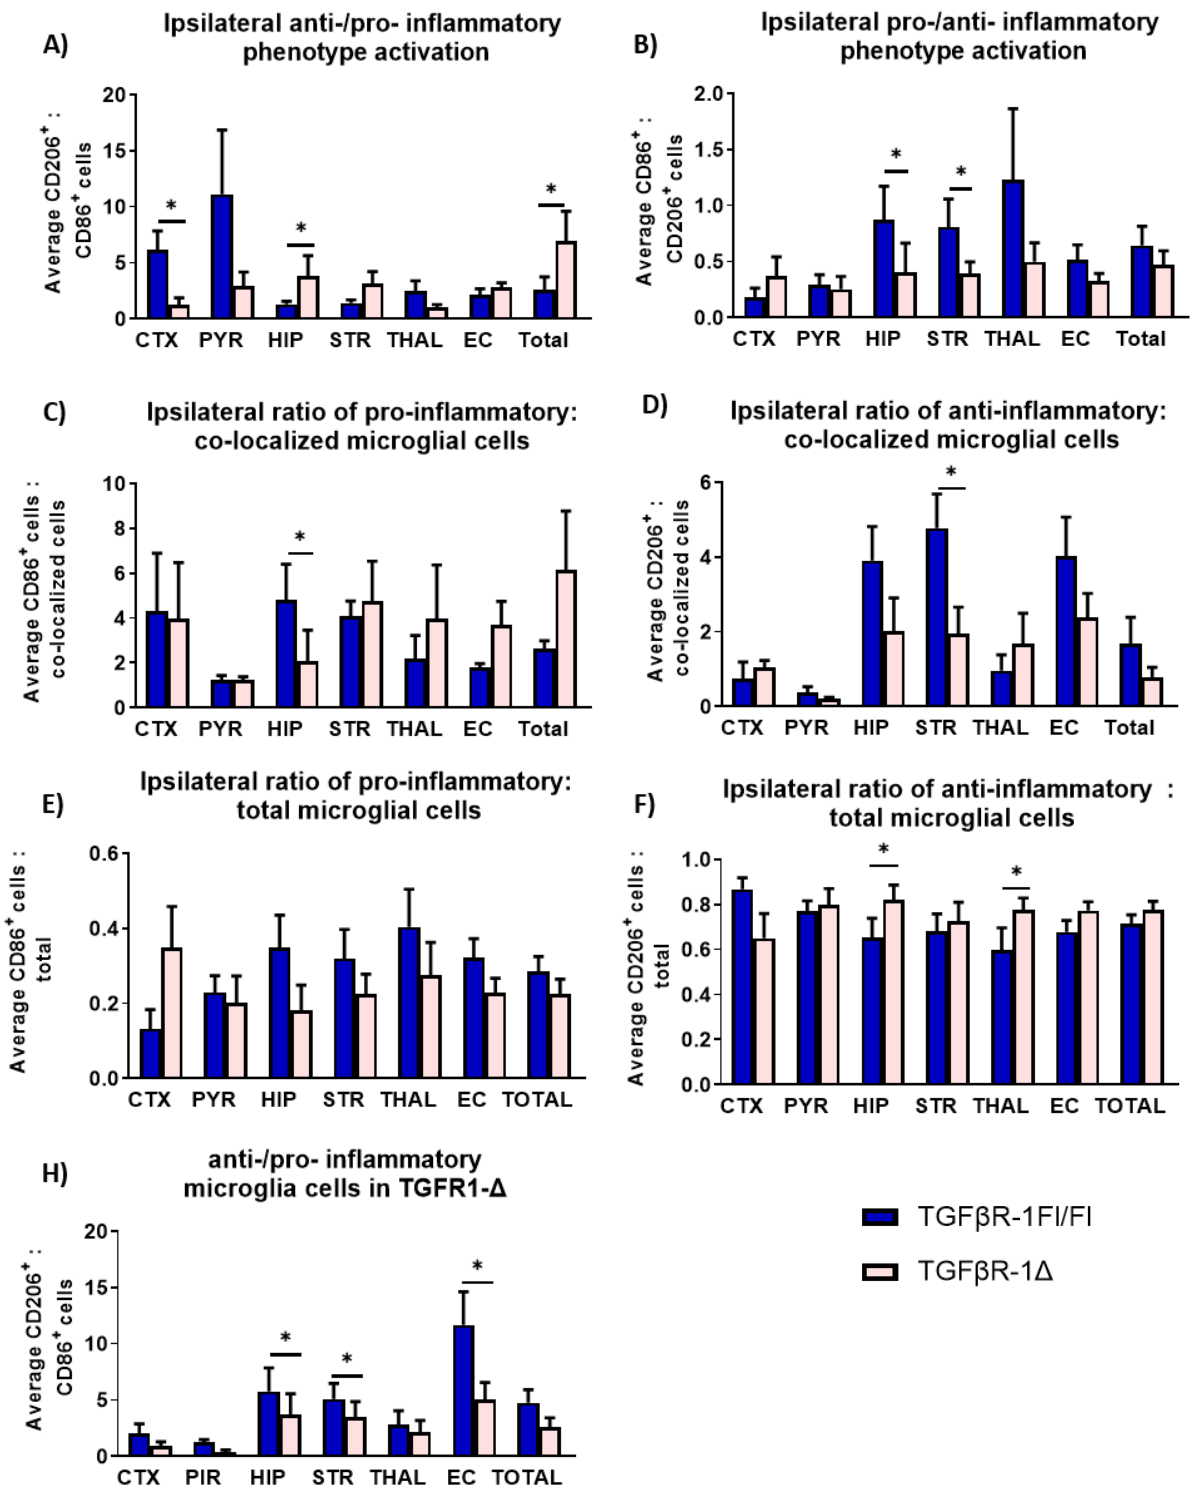 A)
Ipsilateral anti-/pro- inflammatory
phenotype activation
Average CD206+ :
CD86+ cells
20
15
10
5
0
*
*
*
CTX PYR HIP STR THAL EC Total
B)
Ipsilateral pro-/anti- inflammatory
phenotype activation
Average CD86+ :
CD206+ cells
2.0
1.5
1.0
0.5
0.0
*
*
CTX PYR HIP STR THAL EC Total
C)
Ipsilateral ratio of pro-inflammatory:
co-localized microglial cells
Average CD86+ cells :
co-localized cells
10
8
6
4
2
0
*
CTX PYR HIP STR THAL EC Total
D)
Ipsilateral ratio of anti-inflammatory:
co-localized microglial cells
Average CD206+ :
co-localized cells
6
4
2
0
*
CTX PYR HIP STR THAL EC Total
E)
Ipsilateral ratio of pro-inflammatory:
total microglial cells
Average CD86+ cells :
total
0.6
0.4
0.2
0.0
CTX PYR HIP STR THAL EC TOTAL
F)
Ipsilateral ratio of anti-inflammatory :
total microglial cells
Average CD206+ cells :
total
1.0
0.8
0.6
0.4
0.2
0.0
*
*
CTX PYR HIP STR THAL EC TOTAL
H)
anti-/pro- inflammatory
microglia cells in TGFR1-Δ
Average CD206+ :
CD86+ cells
20
15
10
5
0
*
*
*
CTX PIR HIP STR THAL EC TOTAL
TGFβR-1Fl/Fl
TGFβR-1Δ